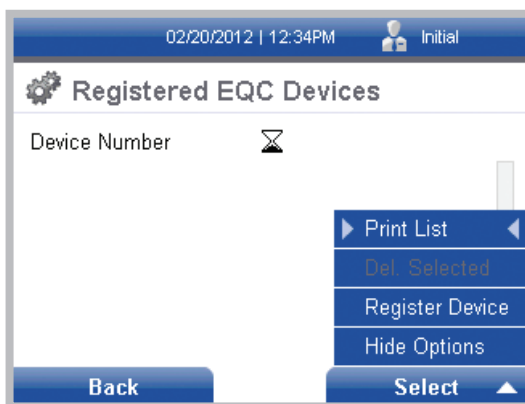 02/20/2012 | 12:34PM Initial
Registered EQC Devices
Device Number
Print List
Del. Selected
Register Device
Hide Options
Back Select